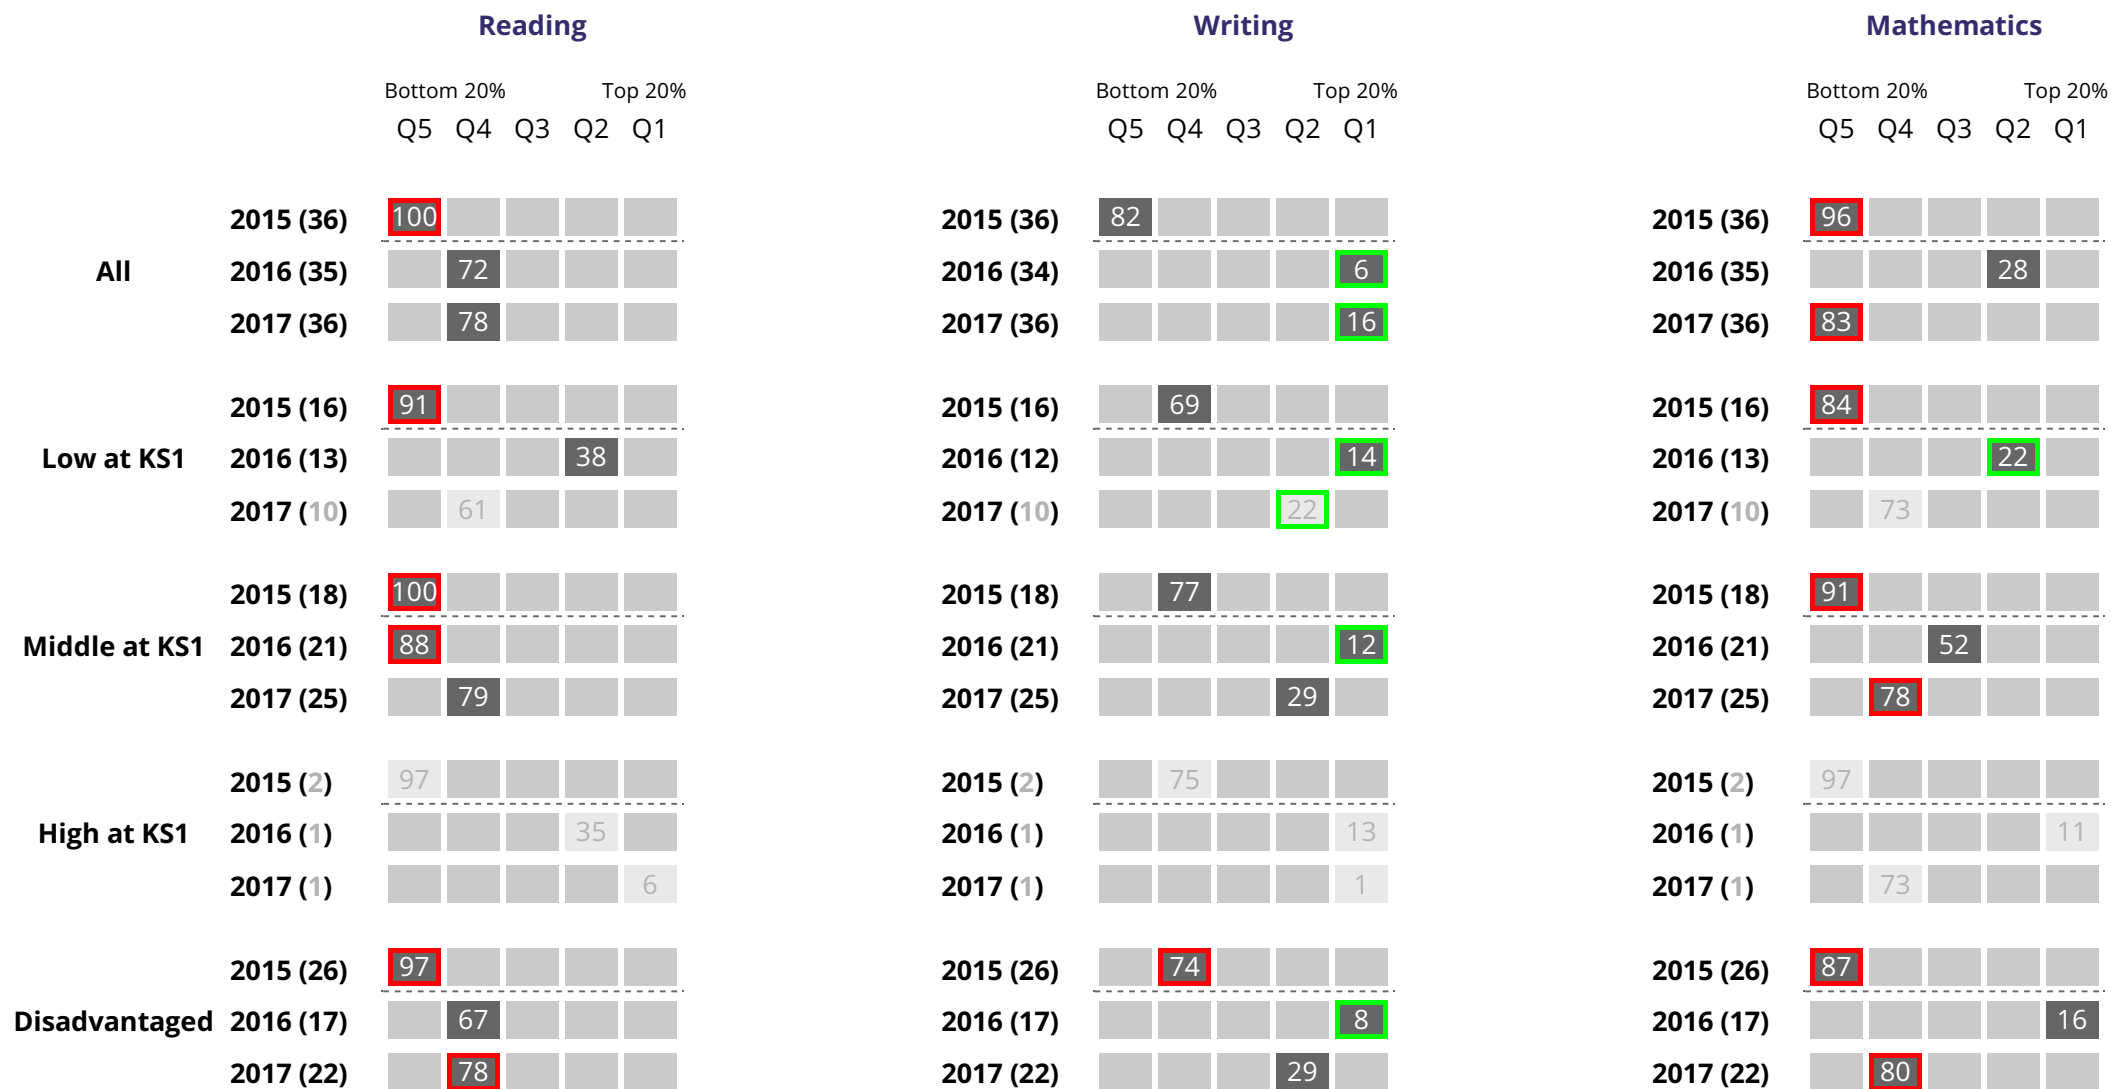 Reading Writing Mathematics
Bottom 20% Top 20% Bottom 20% Top 20% Bottom 20% Top 20%
Q5 Q4 Q3 Q2 Q1 Q5 Q4 Q3 Q2 Q1 Q5 Q4 Q3 Q2 Q1
2015 (36) 100 2015 (36) 82 2015 (36) 96
All 2016 (35) 72 2016 (34) 6 2016 (35) 28
2017 (36) 78 2017 (36) 16 2017 (36) 83
2015 (16) 91 2015 (16) 69 2015 (16) 84
Low at KS1 2016 (13) 38 2016 (12) 14 2016 (13) 22
2017 (10) 61 2017 (10) 22 2017 (10) 73
2015 (18) 100 2015 (18) 77 2015 (18) 91
Middle at KS1 2016 (21) 88 2016 (21) 12 2016 (21) 52
2017 (25) 79 2017 (25) 29 2017 (25) 78
2015 (2) 97 2015 (2) 75 2015 (2) 97
High at KS1 2016 (1) 35 2016 (1) 13 2016 (1) 11
2017 (1) 6 2017 (1) 1 2017 (1) 73
2015 (26) 97 2015 (26) 74 2015 (26) 87
Disadvantaged 2016 (17) 67 2016 (17) 8 2016 (17) 16
2017 (22) 78 2017 (22) 29 2017 (22) 80